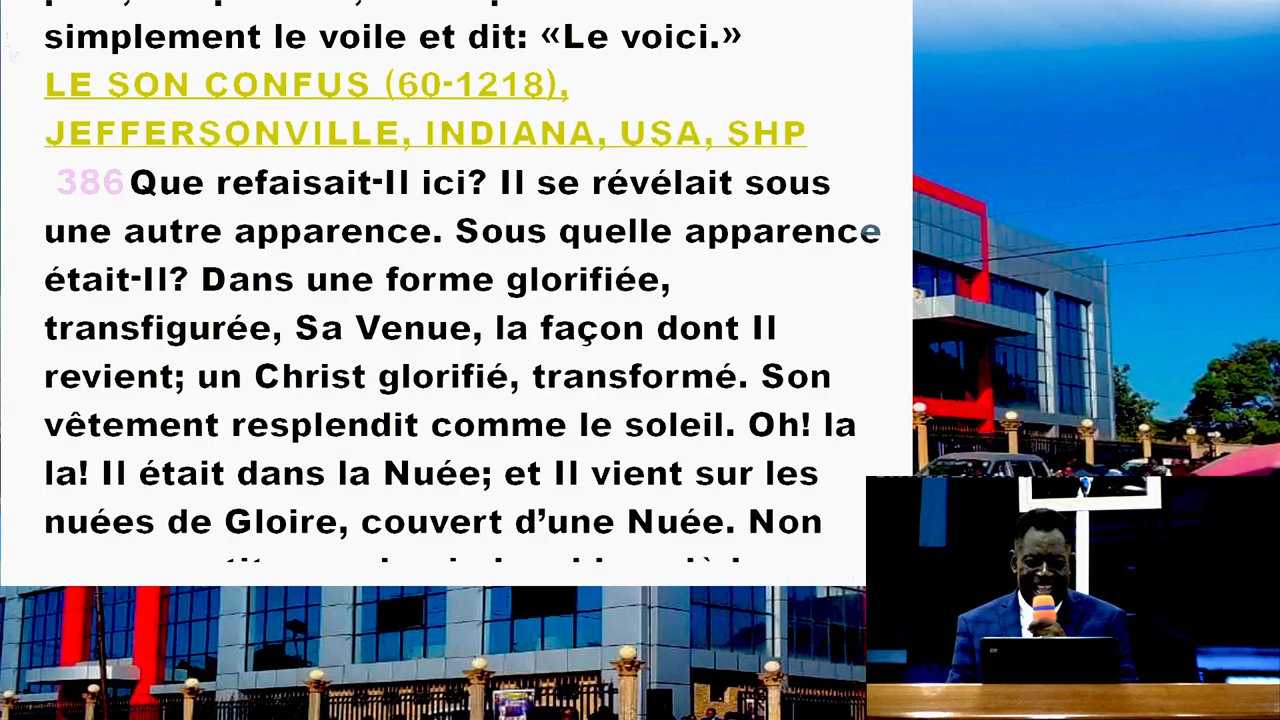 simplement le voile et dit: «Le voici.»
LE SON CONFUS (60-1218),
JEFFERSONVILLE, INDIANA, USA, SHP
386 Que refaisait-Il ici? Il se révélait sous
une autre apparence. Sous quelle apparence
était-Il? Dans une forme glorifiée,
transfigurée, Sa Venue, la façon dont Il
revient; un Christ glorifié, transformé. Son
vêtement resplendit comme le soleil. Oh! la
la! Il était dans la Nuée; et Il vient sur les
nuées de Gloire, couvert d’une Nuée. Non